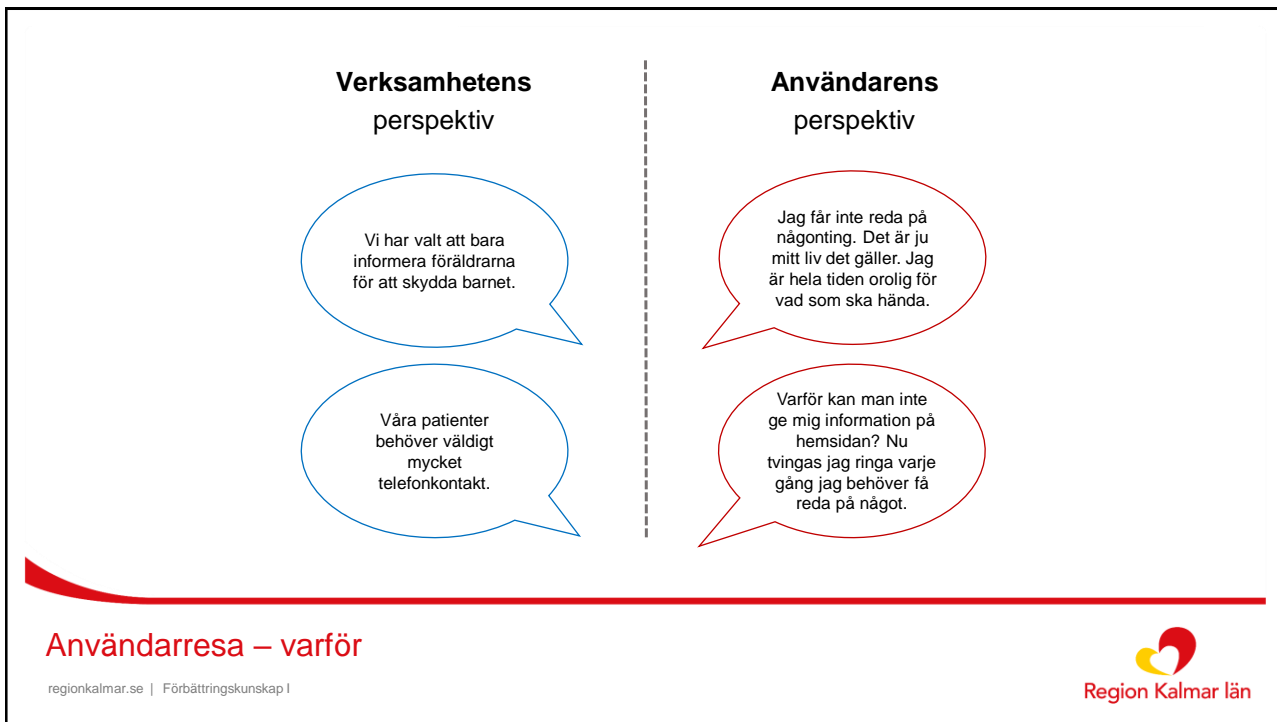 Verksamhetens
perspektiv
Vi har valt att bara
informera föräldrarna
för att skydda barnet.
Våra patienter
behöver väldigt
mycket
telefonkontakt.
Användarens
perspektiv
Jag får inte reda på
någonting. Det är ju
mitt liv det gäller. Jag
är hela tiden orolig för
vad som ska hända.
Varför kan man inte
ge mig information på
hemsidan? Nu
tvingas jag ringa varje
gång jag behöver få
reda på något.
Användarresa – varför
regionkalmar.se | Förbättringskunskap I
Region Kalmar län